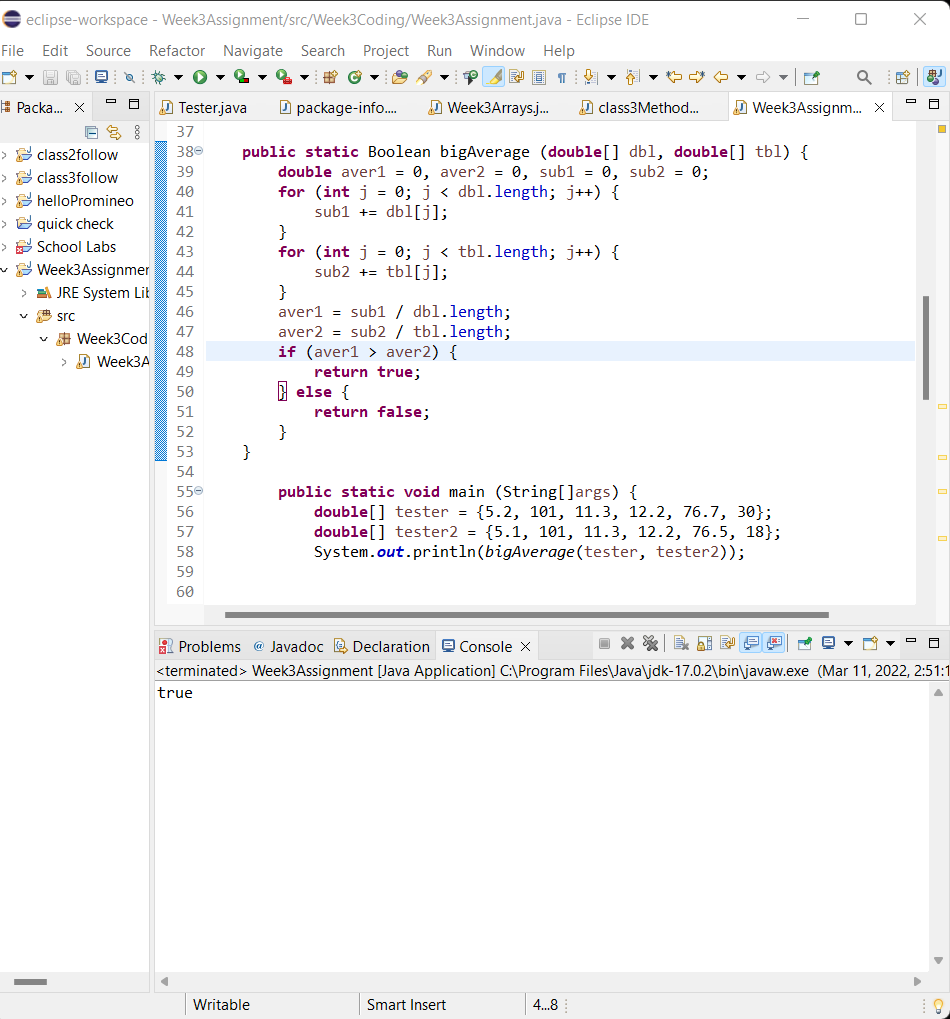 eclipse-workspace - Week3Assignment/src/Week3Coding/Week3Assignment.java - Eclipse IDE
File Edit Source Refactor Navigate Search Project Run Window Help
Packa...
Tester.java package-info.... Week3Arrays.j... class3Method... Week3Assignm...
class2follow
class3follow
helloPromineo
quick check
School Labs
Week3Assignmer
JRE System Lib
src
Week3Cod
Week3A
37
38 public static Boolean bigAverage (double[] dbl, double[] tbl) {
39 double aver1 = 0, aver2 = 0, sub1 = 0, sub2 = 0;
40 for (int j = 0; j < dbl.length; j++) {
41 sub1 += dbl[j];
42 }
43 for (int j = 0; j < tbl.length; j++) {
44 sub2 += tbl[j];
45 }
46 aver1 = sub1 / dbl.length;
47 aver2 = sub2 / tbl.length;
48 if (aver1 > aver2) {
49 return true;
50 } else {
51 return false;
52 }
53 }
54
55 public static void main (String[]args) {
56 double[] tester = {5.2, 101, 11.3, 12.2, 76.7, 30};
57 double[] tester2 = {5.1, 101, 11.3, 12.2, 76.5, 18};
58 System.out.println(bigAverage(tester, tester2));
59
60
Problems Javadoc Declaration Console
<terminated> Week3Assignment [Java Application] C:\Program Files\Java\jdk-17.0.2\bin\javaw.exe (Mar 11, 2022, 2:51:1
true
Writable Smart Insert 4...8